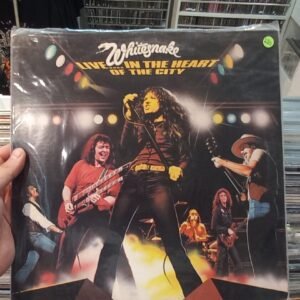 Whitesnake
LIVE...IN THE HEART
OF THE CITY